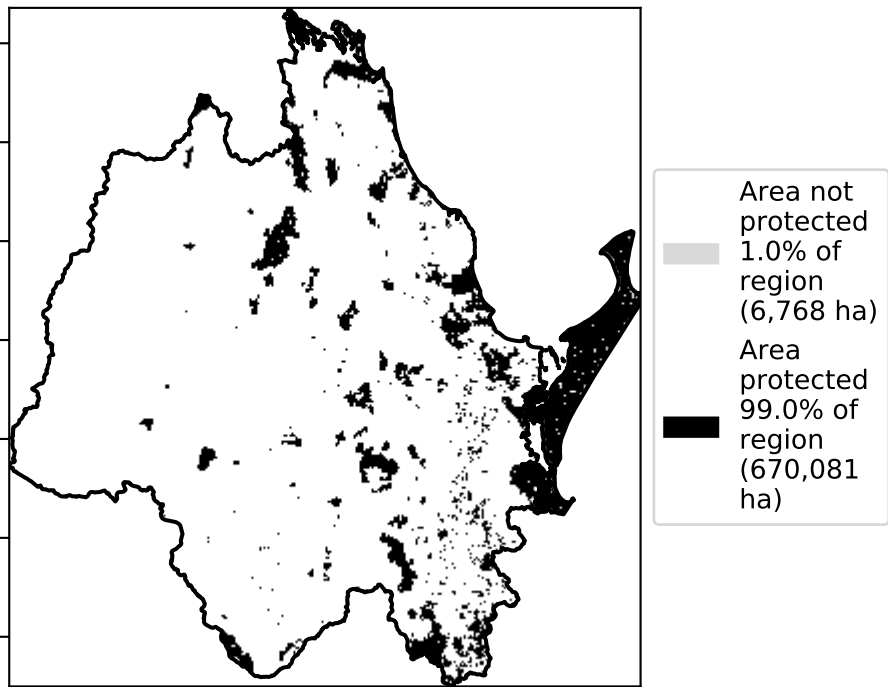 Area not
protected
1.0% of
region
(6,768 ha)
Area
protected
99.0% of
region
(670,081
ha)